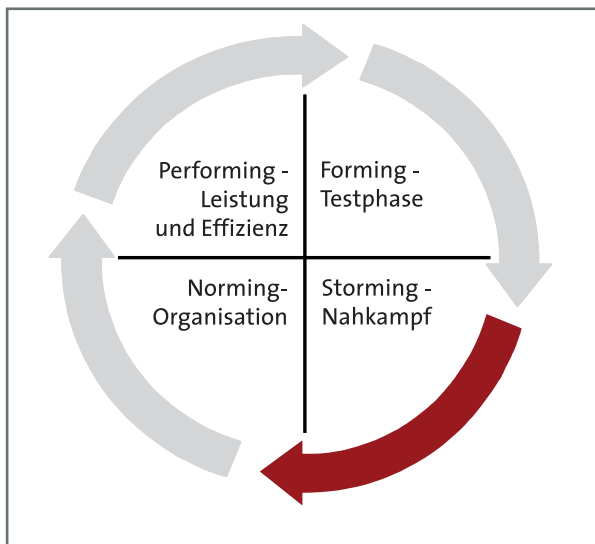 Performing -
Leistung
und Effizienz
Forming -
Testphase
Norming-
Organisation
Storming -
Nahkampf